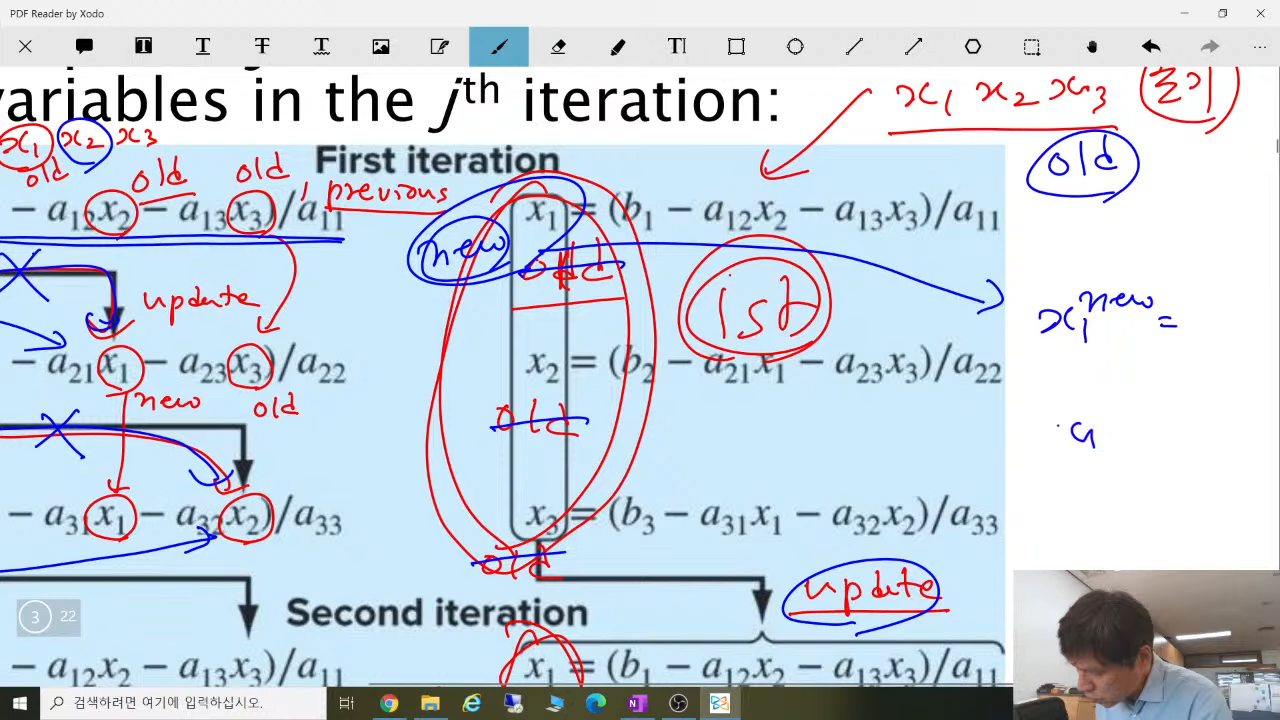 PDF Reader by Xodo
variables in the jth iteration:
x1 x2 x3 초기
old
x1 x2 x3
old old old
First iteration
, previous
− a12x2 − a13x3)/a11
x1 = (b1 − a12x2 − a13x3)/a11
new
old
update
1st
x1new =
− a21x1 − a23x3)/a22
x2 = (b2 − a21x1 − a23x3)/a22
new old
old
− a31x1 − a32x2)/a33
x3 = (b3 − a31x1 − a32x2)/a33
old
update
3 22
Second iteration
− a12x2 − a13x3)/a11
x1 = (b1 − a12x2 − a13x3)/a11
검색하려면 여기에 입력하십시오.